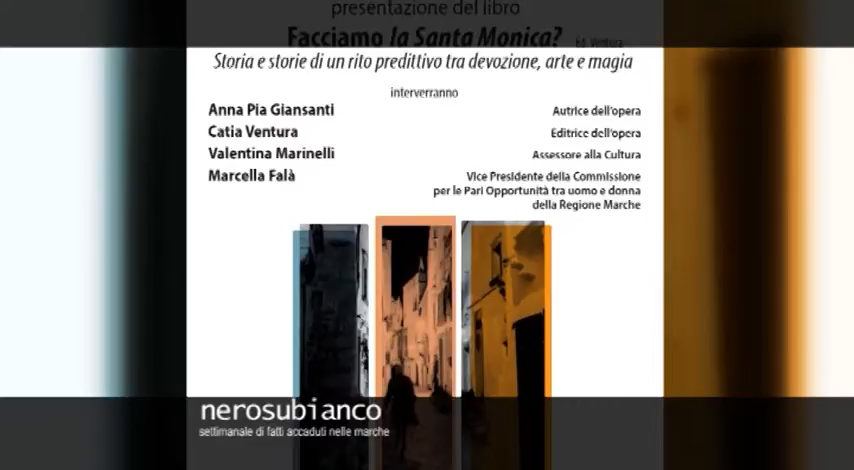 presentazione del libro
Facciamo la Santa Monica? Ed. Ventura
Storia e storie di un rito predittivo tra devozione, arte e magia
interverranno
Anna Pia Giansanti Autrice dell'opera
Catia Ventura Editrice dell'opera
Valentina Marinelli Assessore alla Cultura
Marcella Falà Vice Presidente della Commissione
per le Pari Opportunità tra uomo e donna
della Regione Marche
nerosubianco
settimanale di fatti accaduti nelle marche